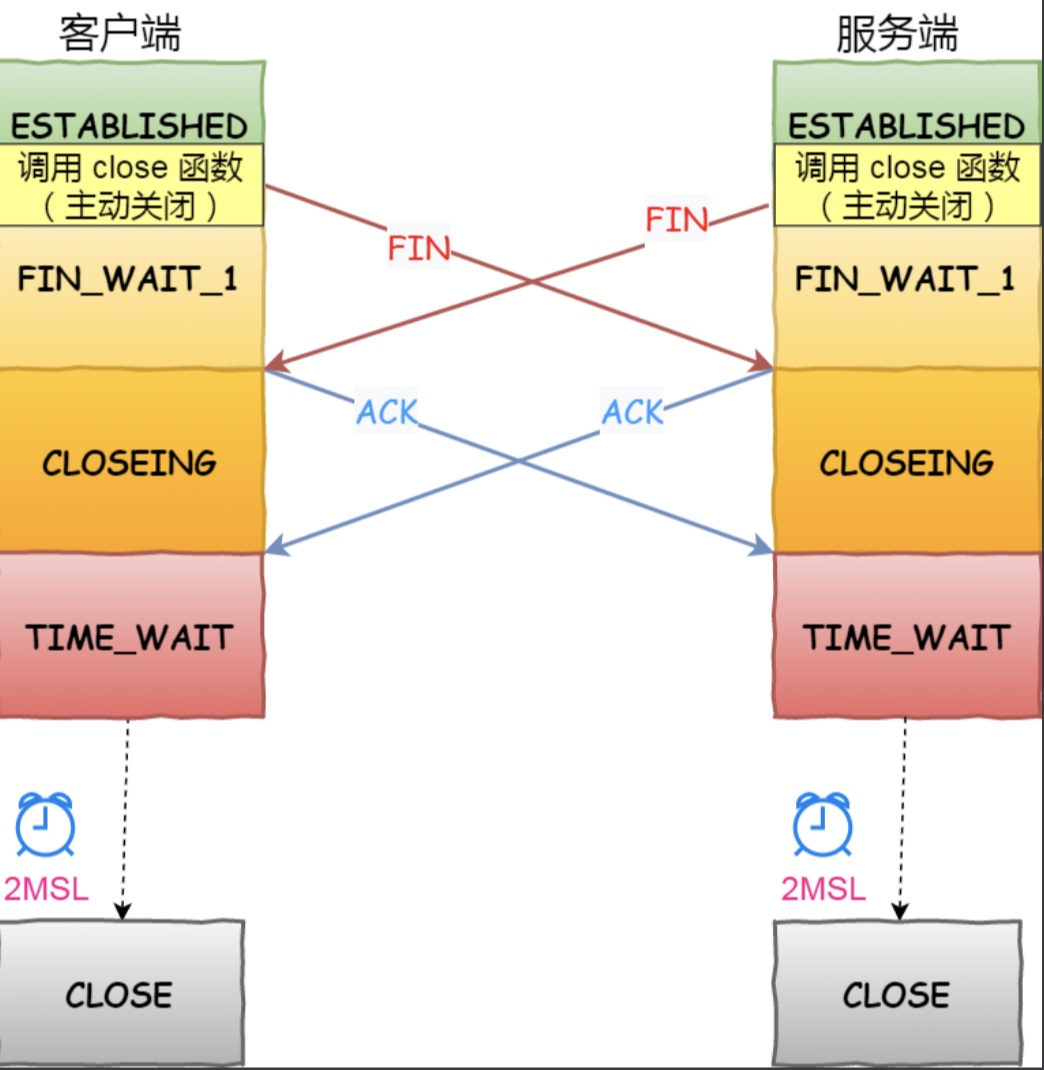 客户端
服务端
ESTABLISHED
ESTABLISHED
调用 close 函数
（主动关闭）
调用 close 函数
（主动关闭）
FIN
FIN
FIN_WAIT_1
FIN_WAIT_1
ACK
ACK
CLOSEING
CLOSEING
TIME_WAIT
TIME_WAIT
2MSL
2MSL
CLOSE
CLOSE